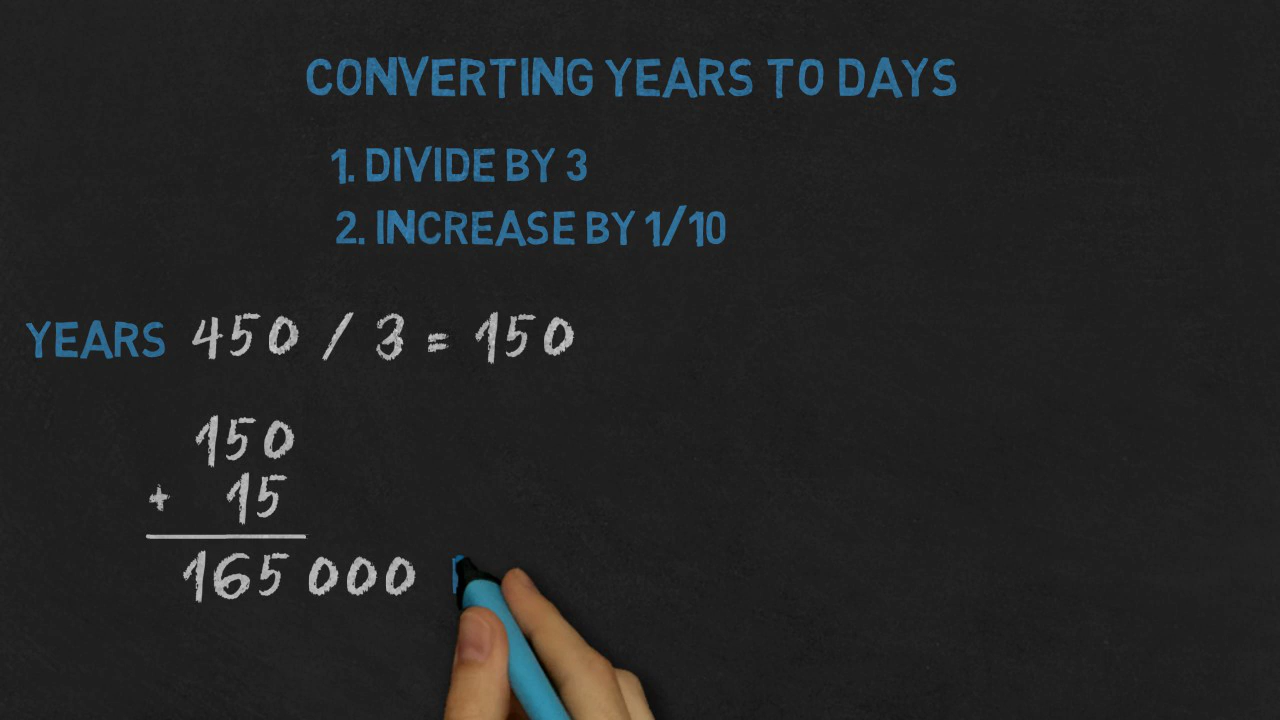 CONVERTING YEARS TO DAYS
1. DIVIDE BY 3
2. INCREASE BY 1/10
YEARS 450 / 3 = 150
150
+ 15
165 000